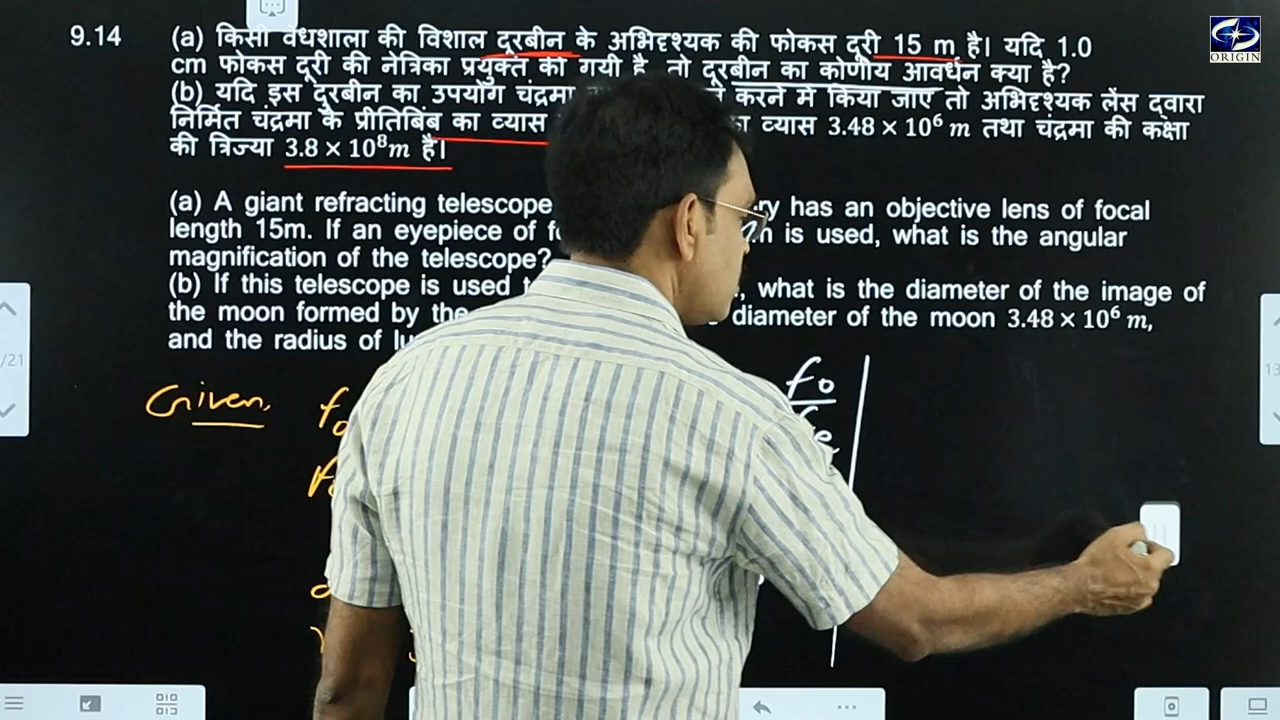 9.14 (a) किसी वेधशाला की विशाल दूरबीन के अभिदृश्यक की फोकस दूरी 15 m है। यदि 1.0
cm फोकस दूरी की नेत्रिका प्रयुक्त की गयी है, तो दूरबीन का कोणीय आवर्धन क्या है?
(b) यदि इस दूरबीन का उपयोग चंद्रमा करने में किया जाए तो अभिदृश्यक लेंस द्वारा
निर्मित चंद्रमा के प्रीतिबिंब का व्यास का व्यास 3.48 × 10⁶ m तथा चंद्रमा की कक्षा
की त्रिज्या 3.8 × 10⁸m है।
(a) A giant refracting telescope has an objective lens of focal
length 15m. If an eyepiece of is used, what is the angular
magnification of the telescope?
(b) If this telescope is used what is the diameter of the image of
the moon formed by the diameter of the moon 3.48 × 10⁶ m,
and the radius of
Given,
fo
ORIGIN
/21
13